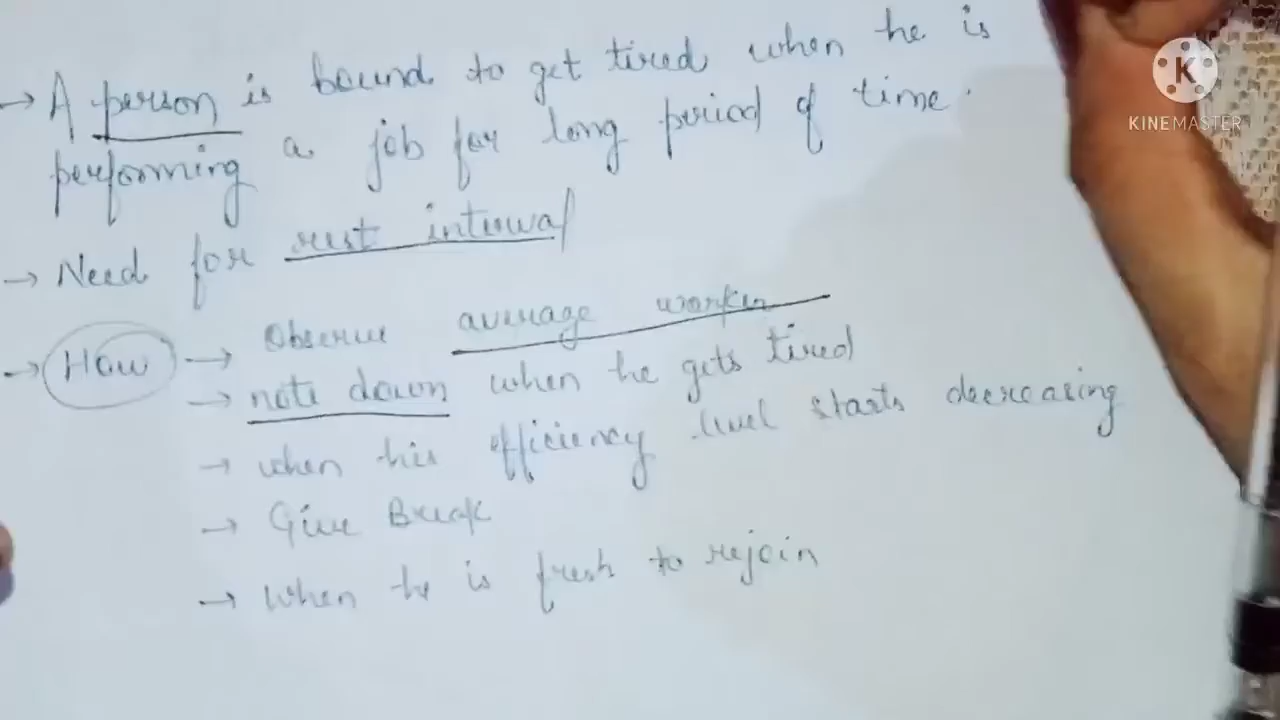 → A person is bound to get tired when he is
performing a job for long period of time.
→ Need for rest interval
→ How → Observe average worker
→ note down when he gets tired
→ when his efficiency level starts decreasing
→ Give Break
→ When he is fresh to rejoin
K
KINEMASTER